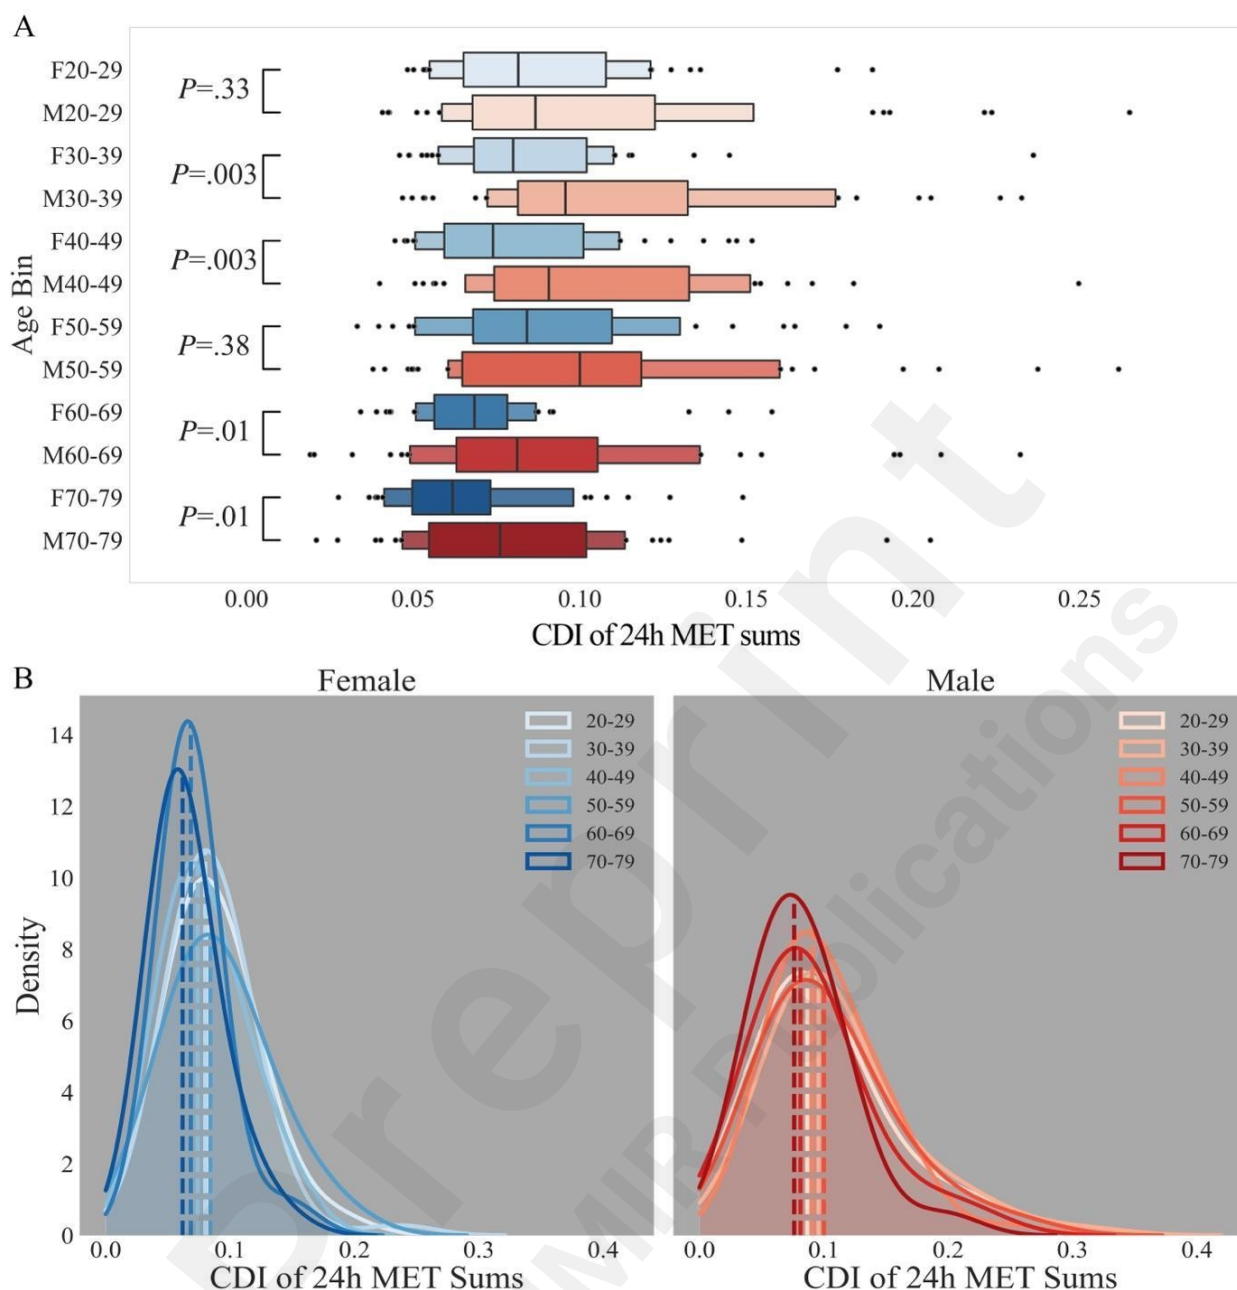 A
Age Bin
F20-29
M20-29
P=.33
F30-39
M30-39
P=.003
F40-49
M40-49
P=.003
F50-59
M50-59
P=.38
F60-69
M60-69
P=.01
F70-79
M70-79
P=.01
0.00 0.05 0.10 0.15 0.20 0.25
CDI of 24h MET sums
B
Female
Density
14
12
10
8
6
4
2
0
20-29
30-39
40-49
50-59
60-69
70-79
0.0 0.1 0.2 0.3 0.4
CDI of 24h MET Sums
Male
20-29
30-39
40-49
50-59
60-69
70-79
0.0 0.1 0.2 0.3 0.4
CDI of 24h MET Sums
Preprint
JMIR Publications